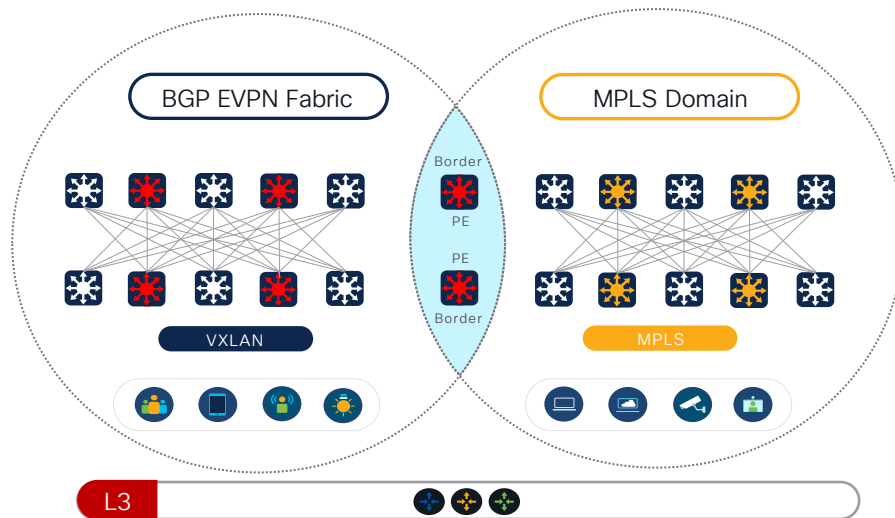 BGP EVPN Fabric
MPLS Domain
Border
PE
PE
Border
VXLAN
MPLS
L3